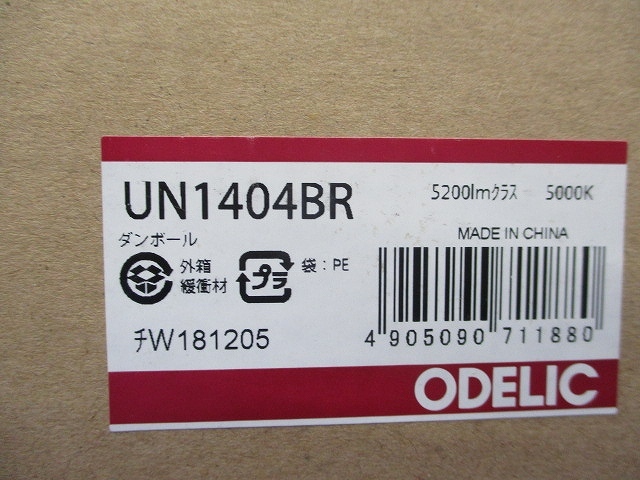 UN1404BR
5200lmクラス 5000K
MADE IN CHINA
ダンボール
外箱
緩衝材
プラ
袋：PE
チW181205
4 905090 711880
ODELIC